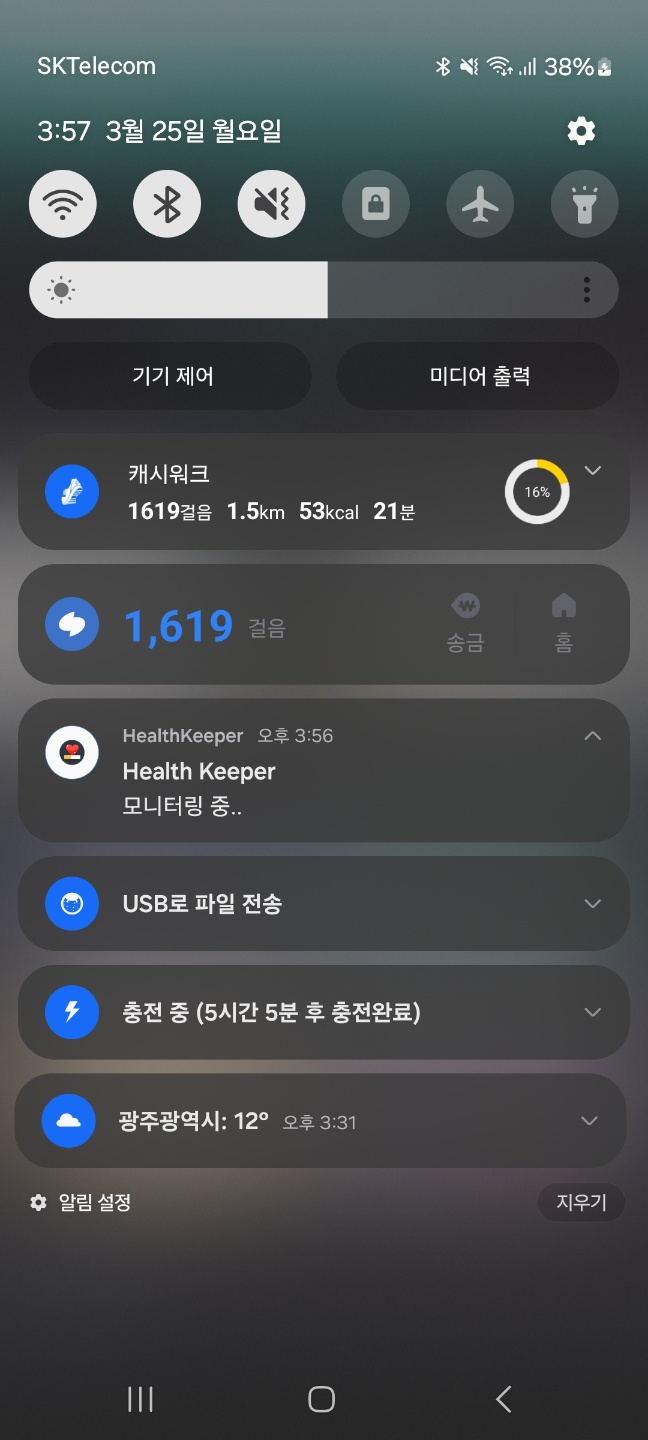 SKTelecom 38%
3:57 3월 25일 월요일
기기 제어 미디어 출력
캐시워크
1619걸음 1.5km 53kcal 21분 16%
1,619 걸음 송금 홈
HealthKeeper 오후 3:56
Health Keeper
모니터링 중..
USB로 파일 전송
충전 중 (5시간 5분 후 충전완료)
광주광역시: 12° 오후 3:31
알림 설정 지우기